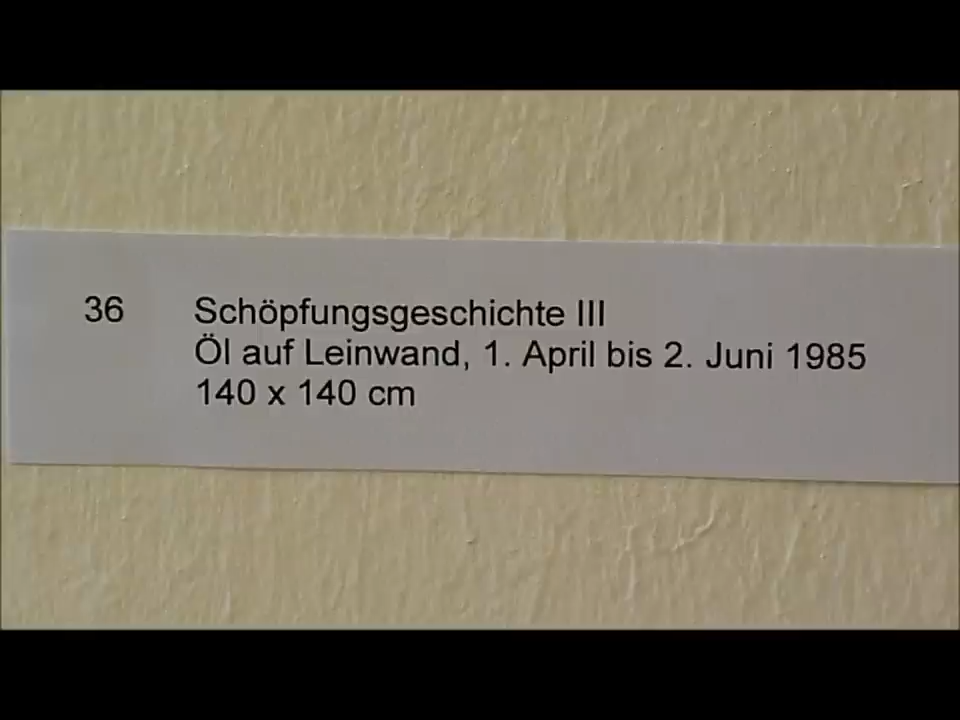 36 Schöpfungsgeschichte III
Öl auf Leinwand, 1. April bis 2. Juni 1985
140 x 140 cm